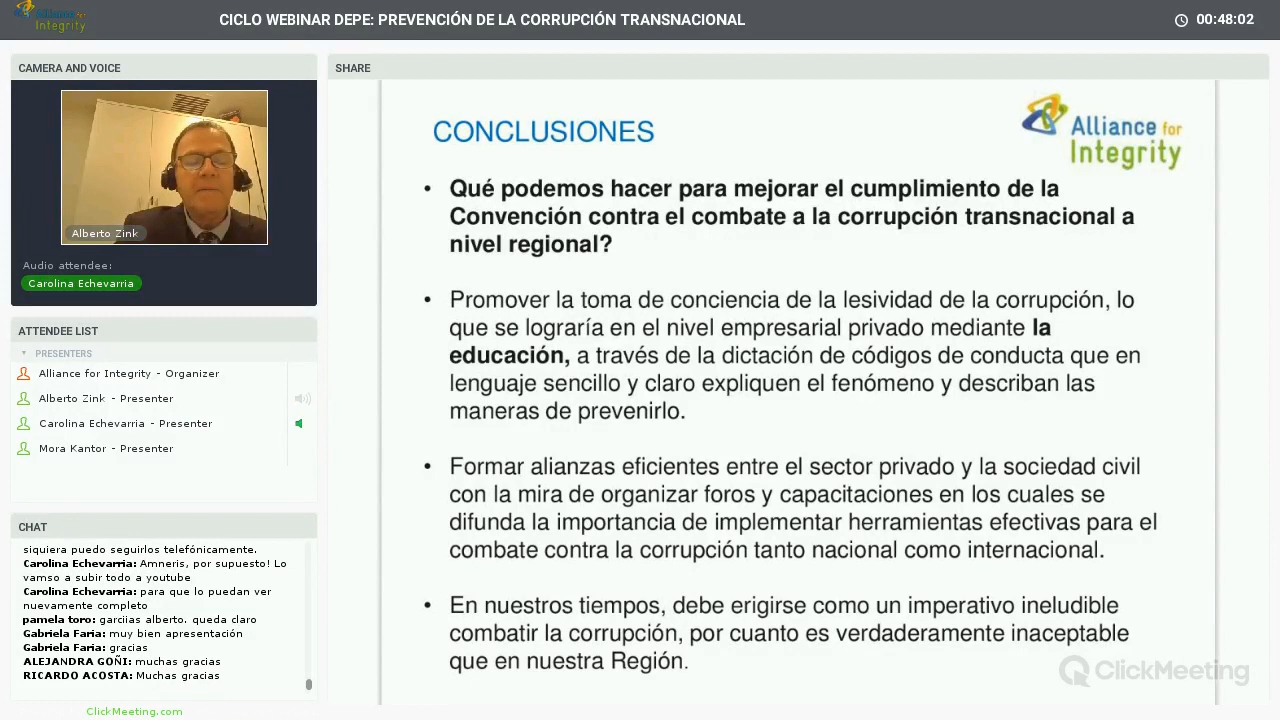 Alliance for
Integrity
CICLO WEBINAR DEPE: PREVENCIÓN DE LA CORRUPCIÓN TRANSNACIONAL
00:48:02
CAMERA AND VOICE
Alberto Zink
Audio attendee:
Carolina Echevarria
ATTENDEE LIST
PRESENTERS
Alliance for Integrity - Organizer
Alberto Zink - Presenter
Carolina Echevarria - Presenter
Mora Kantor - Presenter
CHAT
siquiera puedo seguirlos telefónicamente.
Carolina Echevarria: Amneris, por supuesto! Lo
vamso a subir todo a youtube
Carolina Echevarria: para que lo puedan ver
nuevamente completo
pamela toro: garciias alberto. queda claro
Gabriela Faria: muy bien apresentación
Gabriela Faria: gracias
ALEJANDRA GOÑI: muchas gracias
RICARDO ACOSTA: Muchas gracias
ClickMeeting.com
SHARE
CONCLUSIONES
Alliance for
Integrity
• Qué podemos hacer para mejorar el cumplimiento de la
Convención contra el combate a la corrupción transnacional a
nivel regional?
• Promover la toma de conciencia de la lesividad de la corrupción, lo
que se lograría en el nivel empresarial privado mediante la
educación, a través de la dictación de códigos de conducta que en
lenguaje sencillo y claro expliquen el fenómeno y describan las
maneras de prevenirlo.
• Formar alianzas eficientes entre el sector privado y la sociedad civil
con la mira de organizar foros y capacitaciones en los cuales se
difunda la importancia de implementar herramientas efectivas para el
combate contra la corrupción tanto nacional como internacional.
• En nuestros tiempos, debe erigirse como un imperativo ineludible
combatir la corrupción, por cuanto es verdaderamente inaceptable
que en nuestra Región.
ClickMeeting